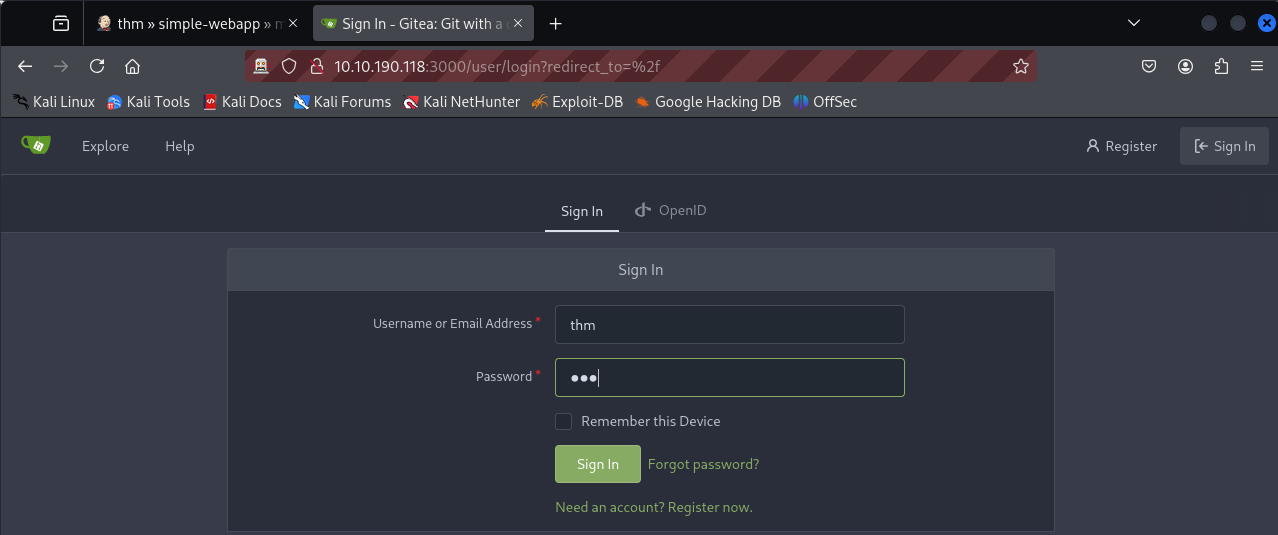 thm » simple-webapp » m
Sign In - Gitea: Git with a c
10.10.190.118:3000/user/login?redirect_to=%2f
Kali Linux Kali Tools Kali Docs Kali Forums Kali NetHunter Exploit-DB Google Hacking DB OffSec
Explore Help Register Sign In
Sign In OpenID
Sign In
Username or Email Address * thm
Password * •••
Remember this Device
Sign In Forgot password?
Need an account? Register now.